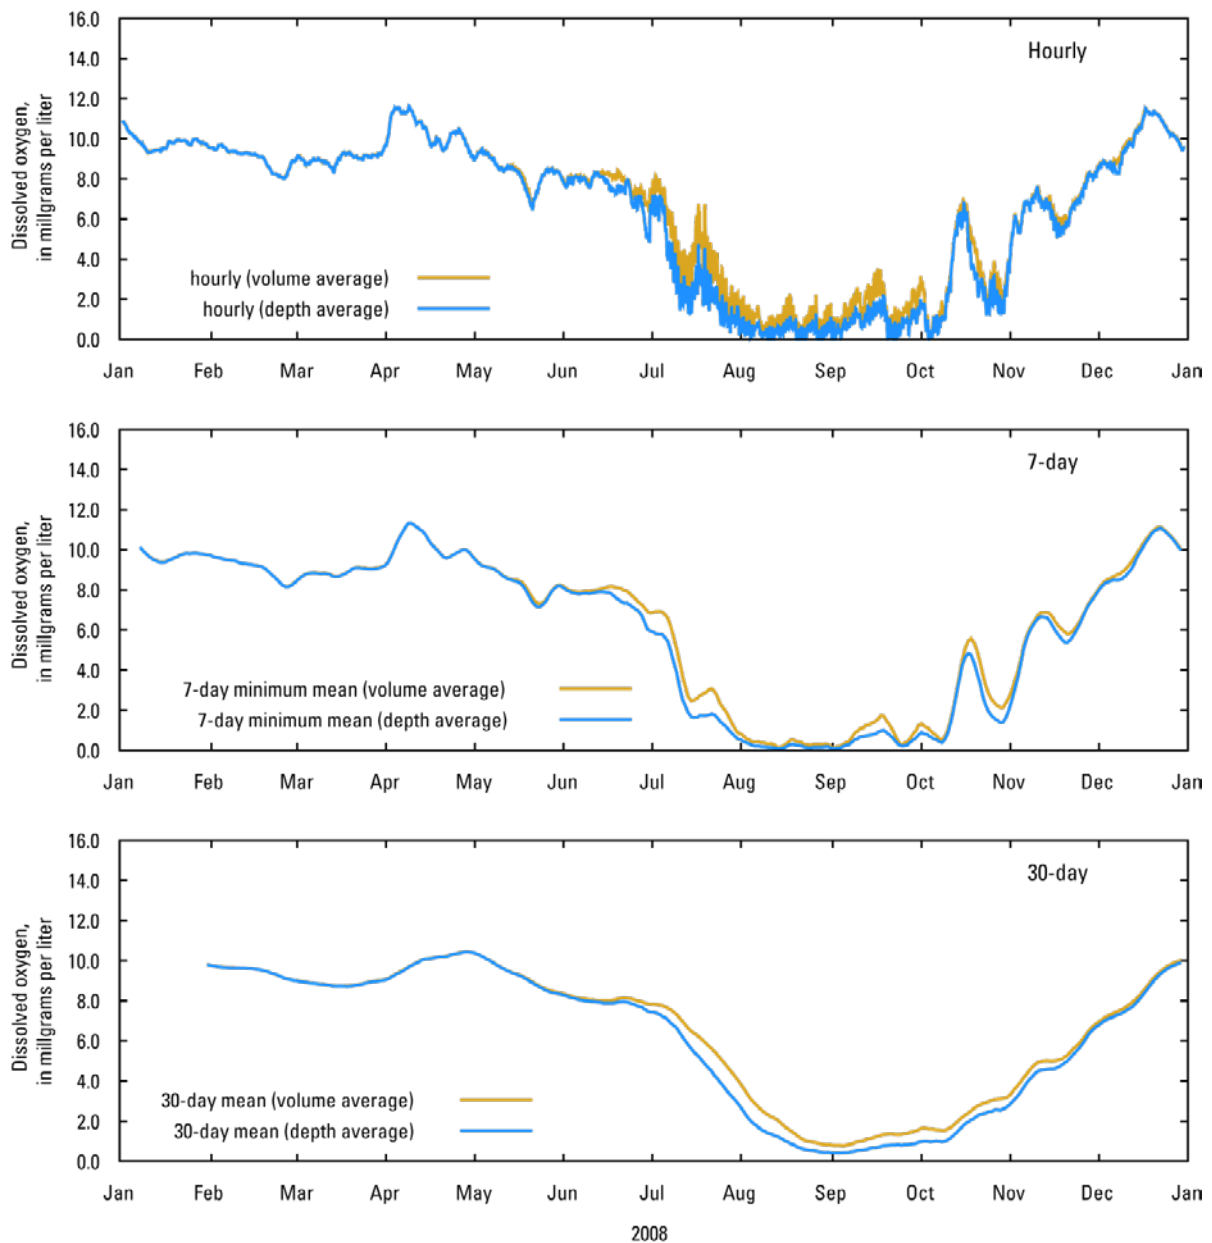 16.0
14.0
12.0
10.0
8.0
6.0
4.0
2.0
0.0
Dissolved oxygen,
in millgrams per liter
Hourly
hourly (volume average)
hourly (depth average)
Jan Feb Mar Apr May Jun Jul Aug Sep Oct Nov Dec Jan
16.0
14.0
12.0
10.0
8.0
6.0
4.0
2.0
0.0
Dissolved oxygen,
in millgrams per liter
7-day
7-day minimum mean (volume average)
7-day minimum mean (depth average)
Jan Feb Mar Apr May Jun Jul Aug Sep Oct Nov Dec Jan
16.0
14.0
12.0
10.0
8.0
6.0
4.0
2.0
0.0
Dissolved oxygen,
in millgrams per liter
30-day
30-day mean (volume average)
30-day mean (depth average)
Jan Feb Mar Apr May Jun Jul Aug Sep Oct Nov Dec Jan
2008